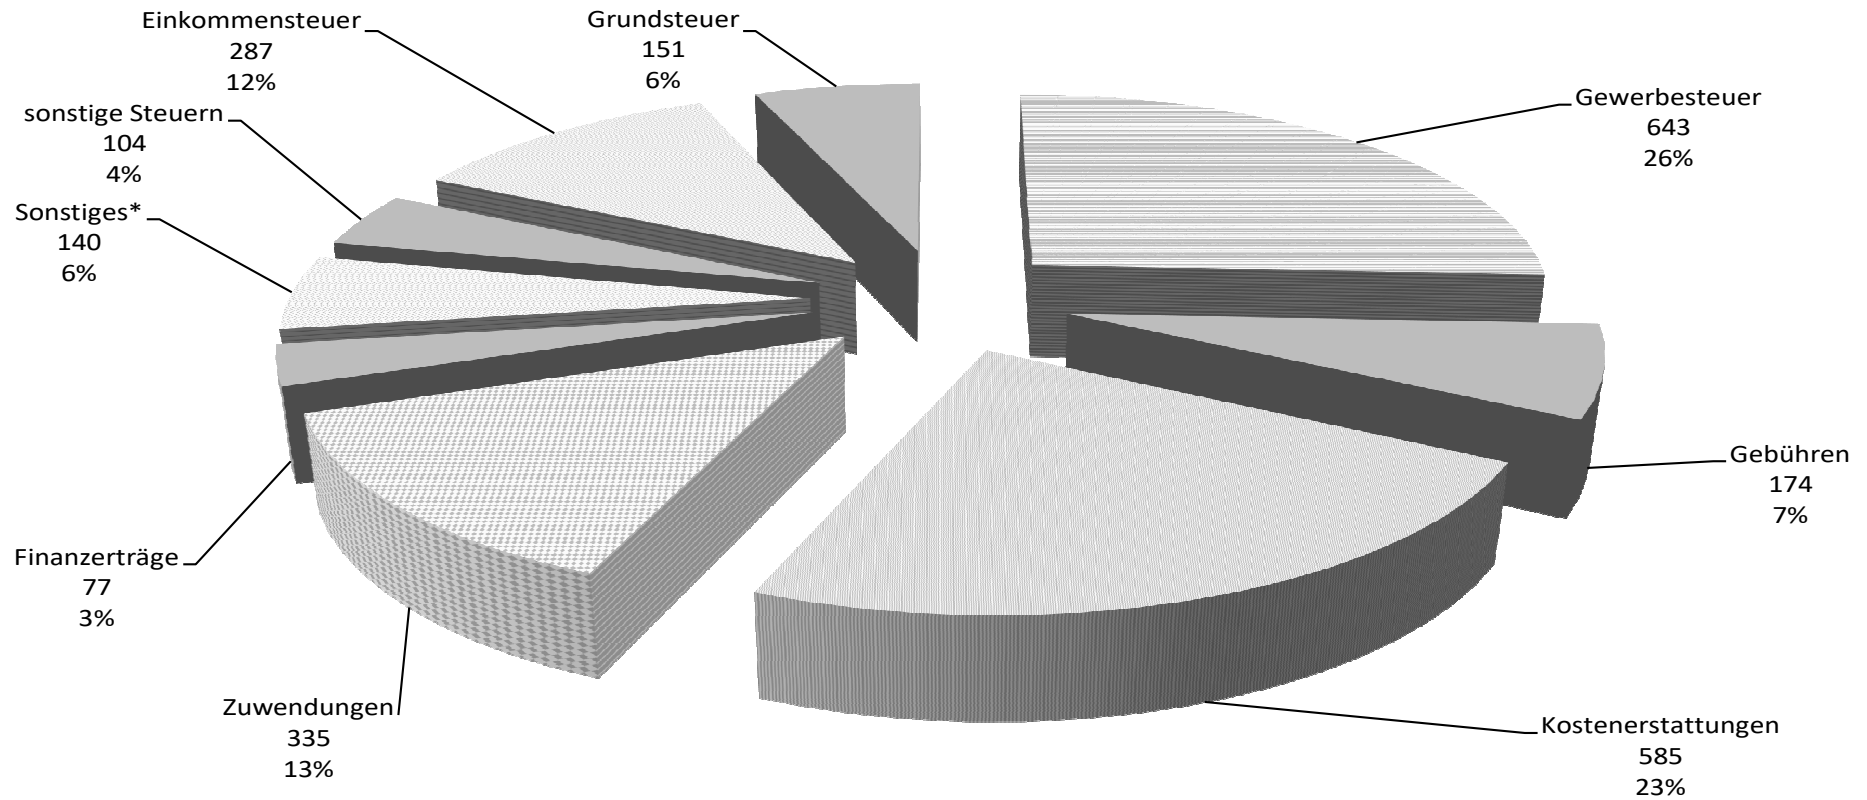 Einkommensteuer
287
12%
Grundsteuer
151
6%
Gewerbesteuer
643
26%
sonstige Steuern
104
4%
Sonstiges*
140
6%
Gebühren
174
7%
Finanzerträge
77
3%
Zuwendungen
335
13%
Kostenerstattungen
585
23%